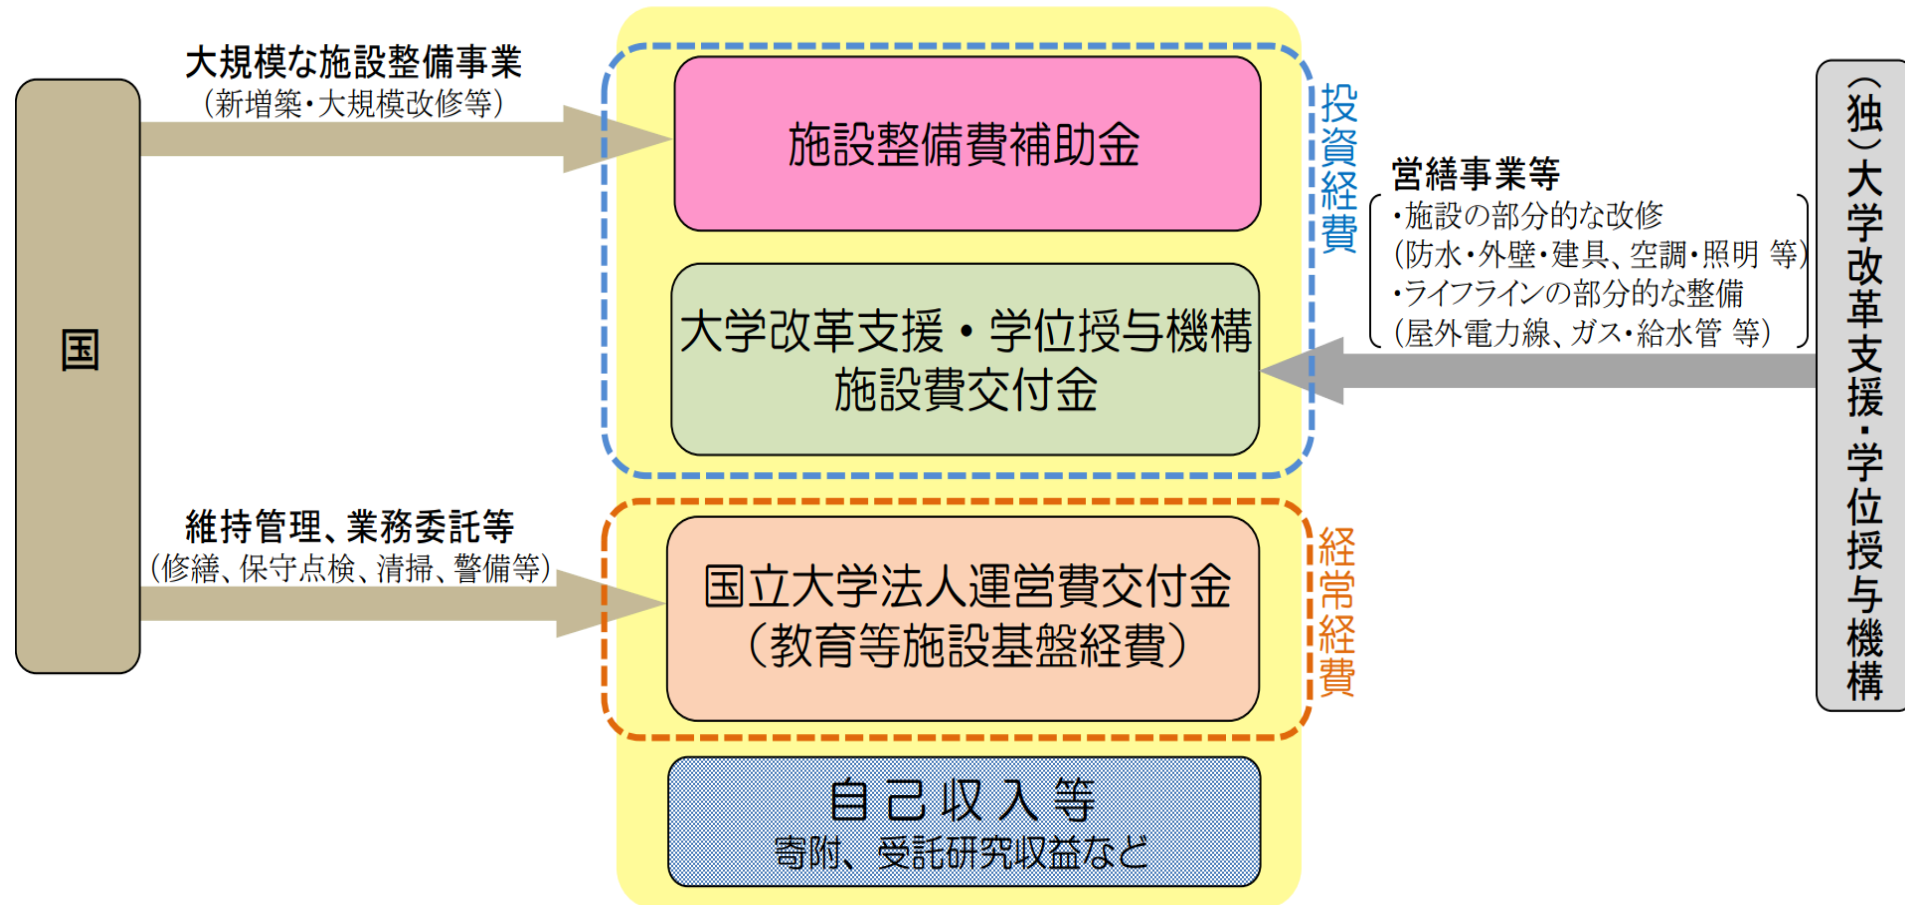 国
大規模な施設整備事業
（新増築・大規模改修等）
維持管理、業務委託等
（修繕、保守点検、清掃、警備等）
施設整備費補助金
大学改革支援・学位授与機構
施設費交付金
投資経費
国立大学法人運営費交付金
（教育等施設基盤経費）
経常経費
自己収入等
寄附、受託研究収益など
営繕事業等
・施設の部分的な改修
（防水・外壁・建具、空調・照明 等）
・ライフラインの部分的な整備
（屋外電力線、ガス・給水管 等）
（独）大学改革支援・学位授与機構